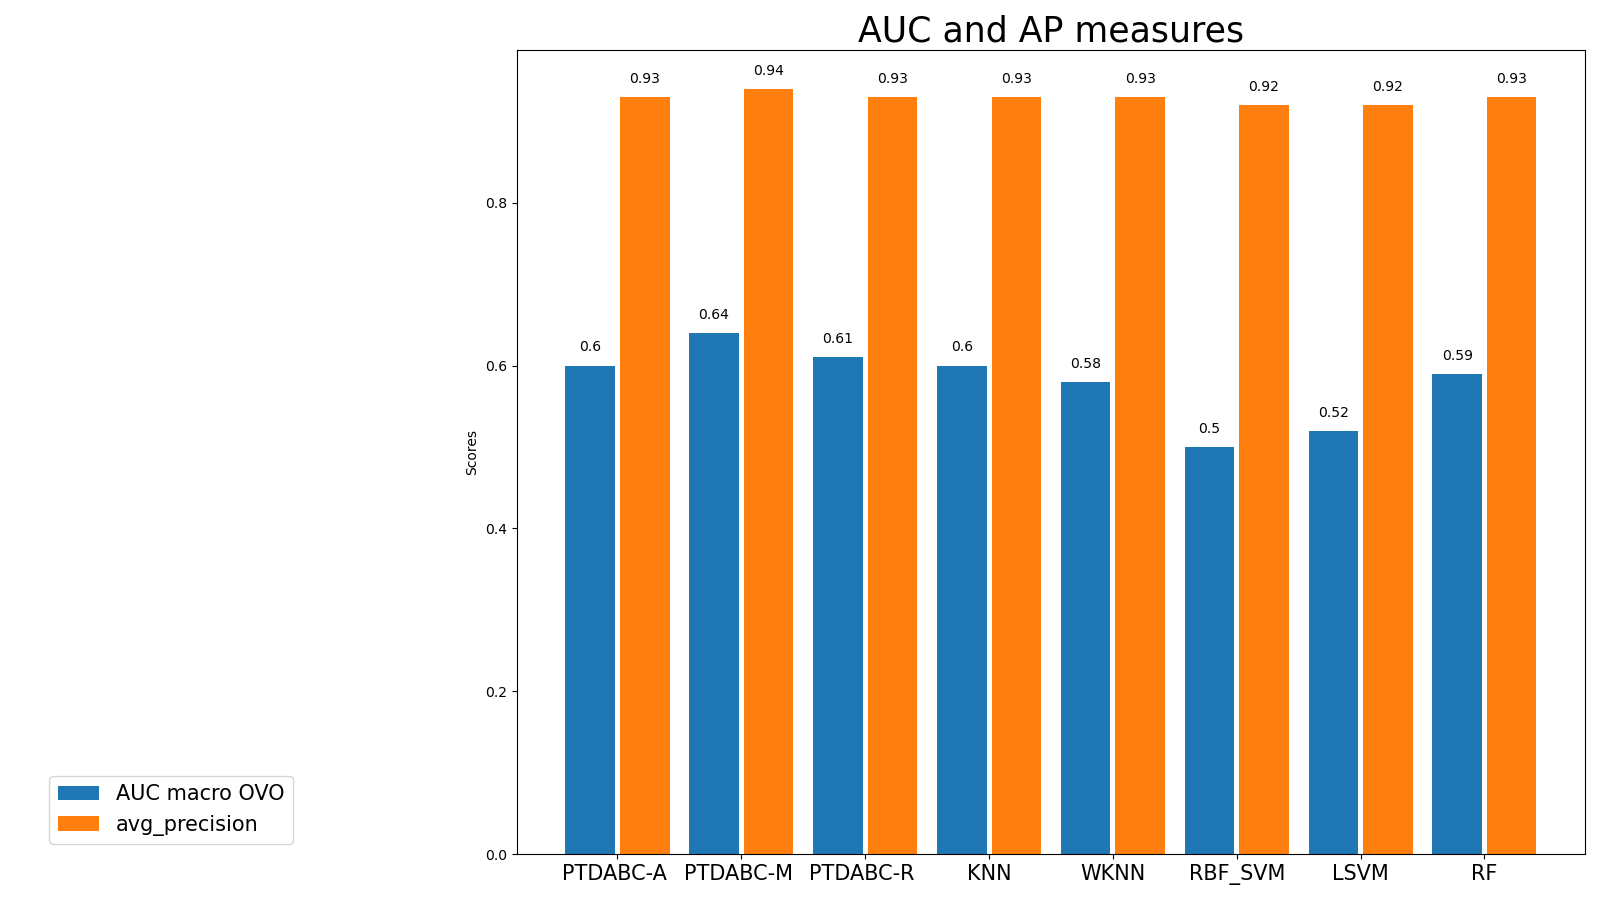 AUC and AP measures
0.93
0.94
0.93
0.93
0.93
0.92
0.92
0.93
0.6
0.64
0.61
0.6
0.58
0.5
0.52
0.59
0.8
0.6
0.4
0.2
0.0
Scores
PTDABC-A
PTDABC-M
PTDABC-R
KNN
WKNN
RBF_SVM
LSVM
RF
AUC macro OVO
avg_precision